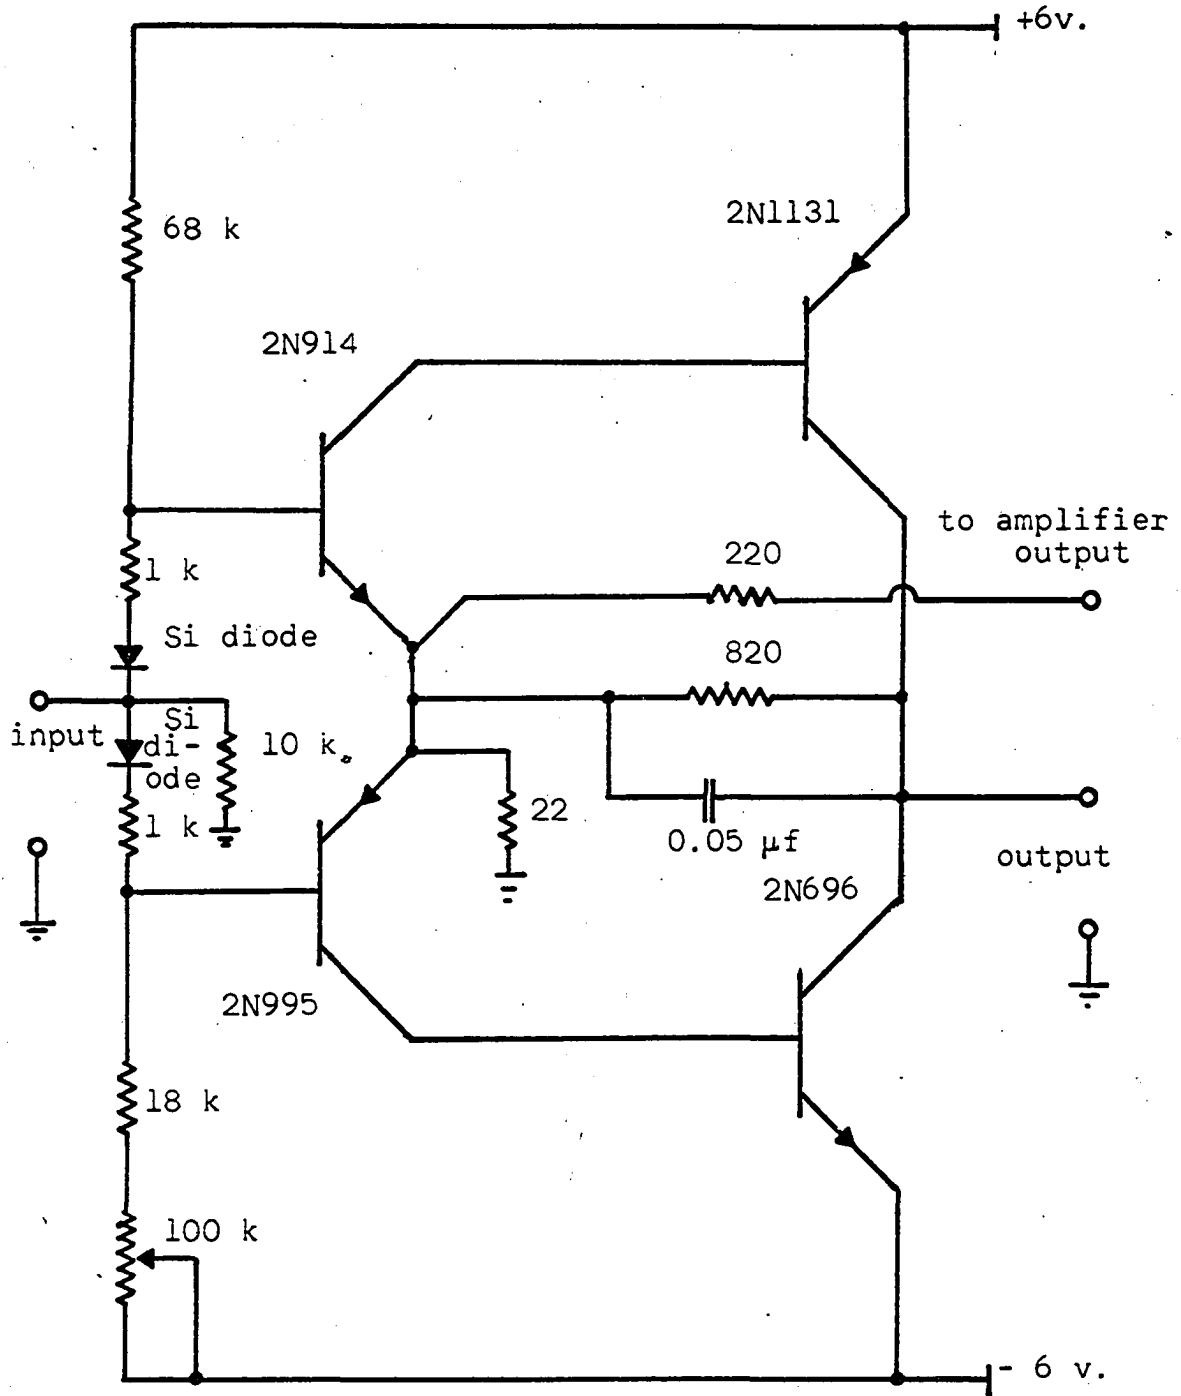 +6v.
68 k
2N1131
2N914
to amplifier
output
220
1 k
Si diode
820
input
Si
di-
ode
10 k
1 k
22
0.05 µf
output
2N696
2N995
18 k
100 k
- 6 v.